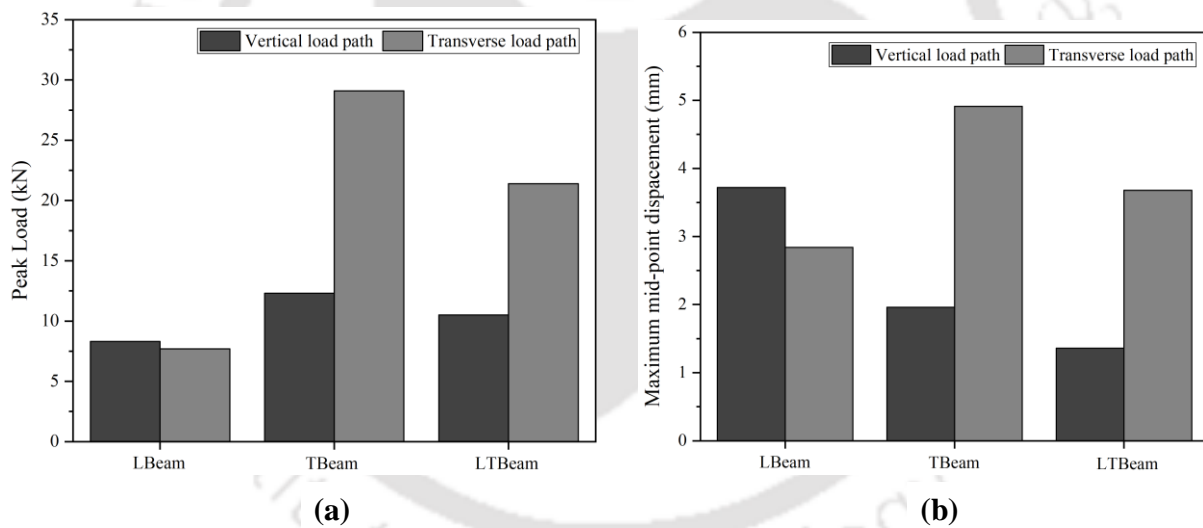 35
30
25
20
15
10
5
0
Peak Load (kN)
Vertical load path
Transverse load path
LBeam
TBeam
LTBeam
(a)
6
5
4
3
2
1
0
Maximum mid-point dispacement (mm)
Vertical load path
Transverse load path
LBeam
TBeam
LTBeam
(b)